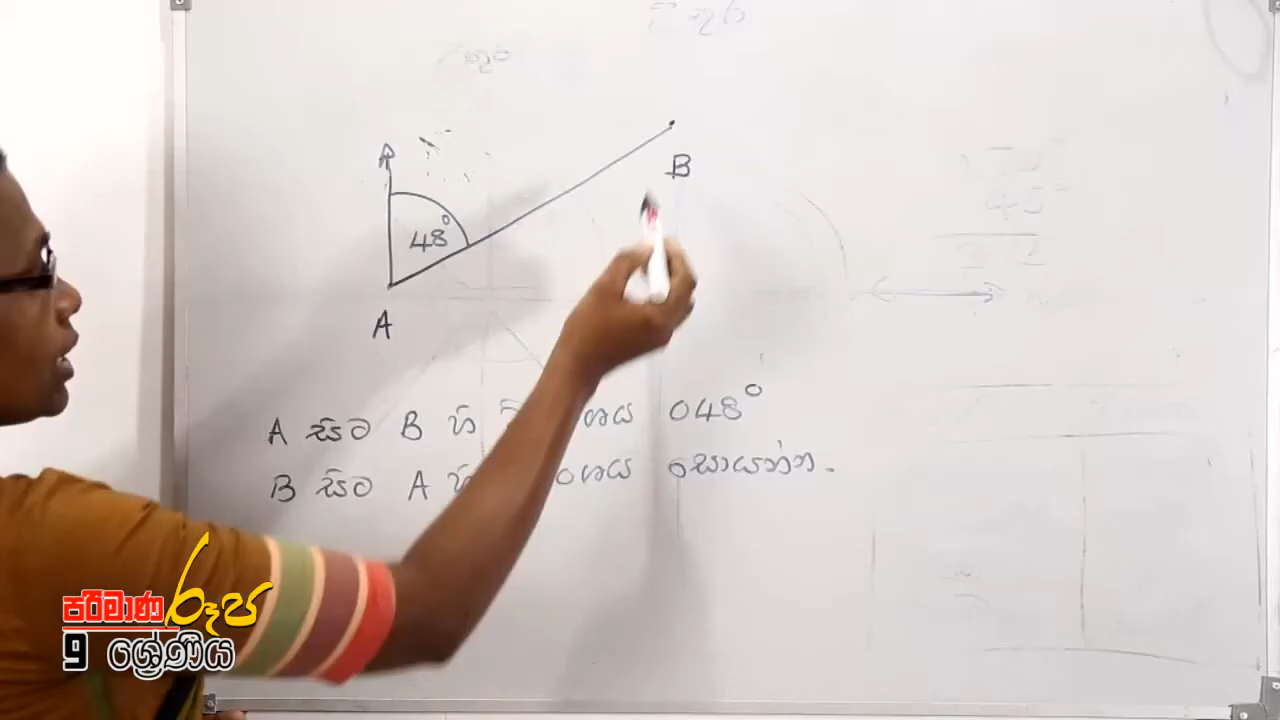 B
48°
A
A සිට B හි ශය 048°
B සිට A හි ංශය සොයන්න.
පරිමාණ රූප
9 ශ්‍රේණිය